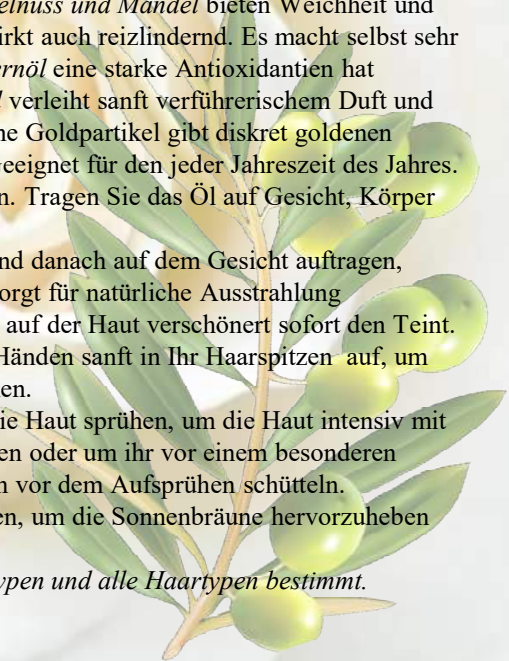 elnuss und Mandel bieten Weichheit und
irkt auch reizlindernd. Es macht selbst sehr
ernöl eine starke Antioxidantien hat
verleiht sanft verführerischem Duft und
ne Goldpartikel gibt diskret goldenen
eeignet für den jeder Jahreszeit des Jahres.
n. Tragen Sie das Öl auf Gesicht, Körper
nd danach auf dem Gesicht auftragen,
orgt für natürliche Ausstrahlung
auf der Haut verschönert sofort den Teint.
Händen sanft in Ihr Haarspitzen auf, um
en.
ie Haut sprühen, um die Haut intensiv mit
en oder um ihr vor einem besonderen
n vor dem Aufsprühen schütteln.
en, um die Sonnenbräune hervorzuheben
ypen und alle Haartypen bestimmt.